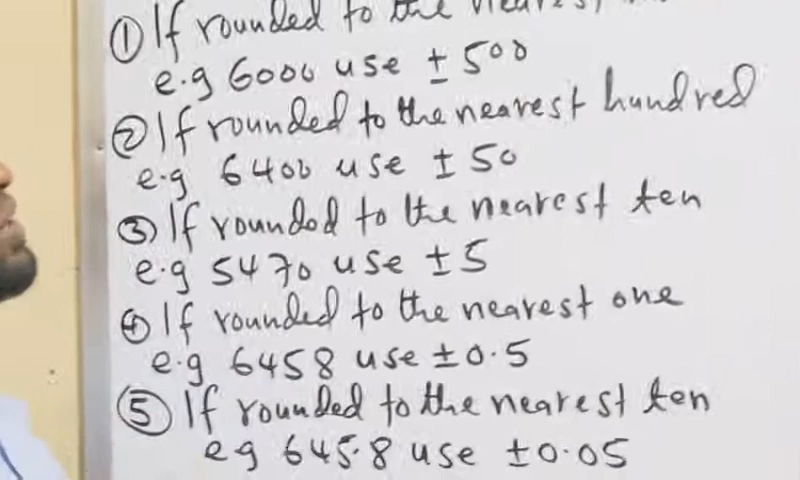 ① If rounded to the nearest
e.g 6000 use ± 500
② If rounded to the nearest hundred
e.g 6400 use ± 50
③ If rounded to the nearest ten
e.g 5470 use ± 5
④ If rounded to the nearest one
e.g 6458 use ± 0.5
⑤ If rounded to the nearest ten
eg 645.8 use ± 0.05